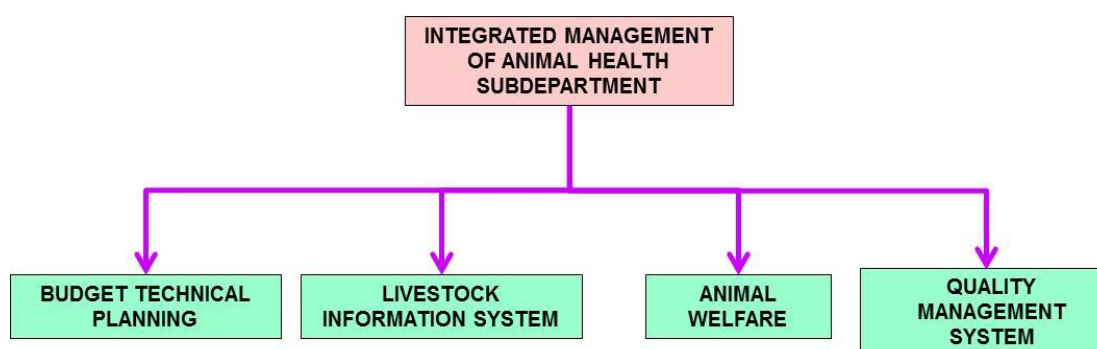 INTEGRATED MANAGEMENT
OF ANIMAL HEALTH
SUBDEPARTMENT
BUDGET TECHNICAL
PLANNING
LIVESTOCK
INFORMATION SYSTEM
ANIMAL
WELFARE
QUALITY
MANAGEMENT
SYSTEM